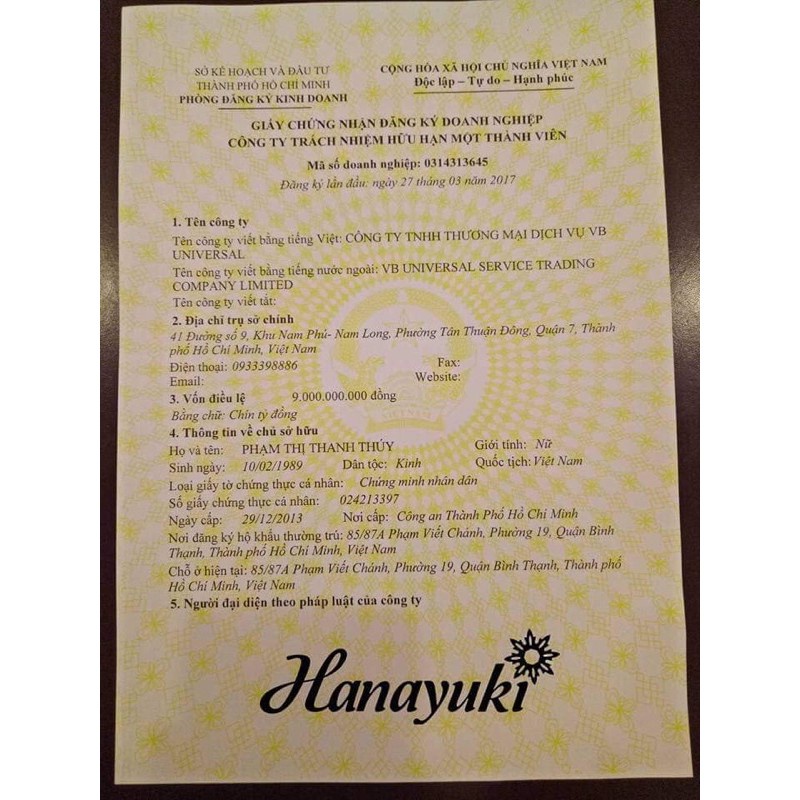 SỞ KẾ HOẠCH VÀ ĐẦU TƯ
THÀNH PHỐ HỒ CHÍ MINH
PHÒNG ĐĂNG KÝ KINH DOANH
CỘNG HÒA XÃ HỘI CHỦ NGHĨA VIỆT NAM
Độc lập – Tự do – Hạnh phúc
GIẤY CHỨNG NHẬN ĐĂNG KÝ DOANH NGHIỆP
CÔNG TY TRÁCH NHIỆM HỮU HẠN MỘT THÀNH VIÊN
Mã số doanh nghiệp: 0314313645
Đăng ký lần đầu: ngày 27 tháng 03 năm 2017
1. Tên công ty
Tên công ty viết bằng tiếng Việt: CÔNG TY TNHH THƯƠNG MẠI DỊCH VỤ VB
UNIVERSAL
Tên công ty viết bằng tiếng nước ngoài: VB UNIVERSAL SERVICE TRADING
COMPANY LIMITED
Tên công ty viết tắt:
2. Địa chỉ trụ sở chính
41 Đường số 9, Khu Nam Phú- Nam Long, Phường Tân Thuận Đông, Quận 7, Thành
phố Hồ Chí Minh, Việt Nam
Điện thoại: 0933398886 Fax:
Email: Website:
3. Vốn điều lệ 9.000.000.000 đồng
Bằng chữ: Chín tỷ đồng
4. Thông tin về chủ sở hữu
Họ và tên: PHẠM THỊ THANH THÚY Giới tính: Nữ
Sinh ngày: 10/02/1989 Dân tộc: Kinh Quốc tịch: Việt Nam
Loại giấy tờ chứng thực cá nhân: Chứng minh nhân dân
Số giấy chứng thực cá nhân: 024213397
Ngày cấp: 29/12/2013 Nơi cấp: Công an Thành Phố Hồ Chí Minh
Nơi đăng ký hộ khẩu thường trú: 85/87A Phạm Viết Chánh, Phường 19, Quận Bình
Thạnh, Thành phố Hồ Chí Minh, Việt Nam
Chỗ ở hiện tại: 85/87A Phạm Viết Chánh, Phường 19, Quận Bình Thạnh, Thành phố
Hồ Chí Minh, Việt Nam
5. Người đại diện theo pháp luật của công ty
Hanayuki